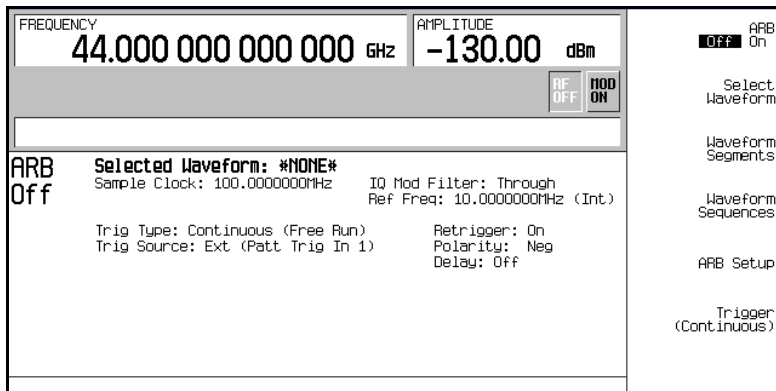 FREQUENCY
44.000 000 000 000 GHz
AMPLITUDE
-130.00 dBm
RF OFF
MOD ON
ARB Off
Selected Waveform: *NONE*
Sample Clock: 100.0000000MHz
IQ Mod Filter: Through
Ref Freq: 10.0000000MHz (Int)
Trig Type: Continuous (Free Run)
Retrigger: On
Trig Source: Ext (Patt Trig In 1)
Polarity: Neg
Delay: Off
ARB
Off On
Select
Waveform
Waveform
Segments
Waveform
Sequences
ARB Setup
Trigger
(Continuous)